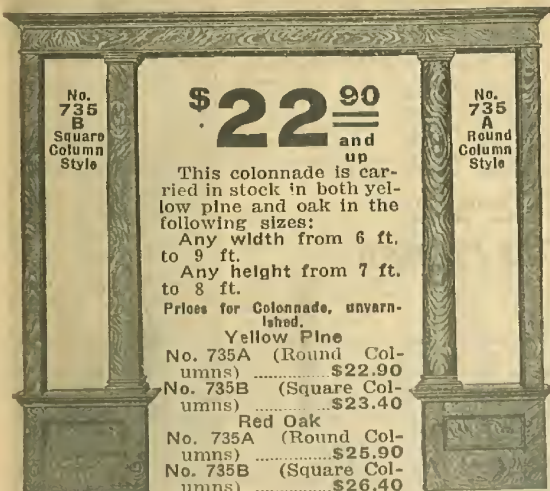 No.
735
B
Square
Column
Style
$22 90
and
up
This colonnade is car-
ried in stock in both yel-
low pine and oak in the
following sizes:
Any width from 6 ft.
to 9 ft.
Any height from 7 ft.
to 8 ft.
Prices for Colonnade, unvarn-
ished.
Yellow Pine
No. 735A (Round Col-
umns) ............$22.90
No. 735B (Square Col-
umns) ............$23.40
Red Oak
No. 735A (Round Col-
umns) ............$25.90
No. 735B (Square Col-
umns) ............$26.40
No.
735
A
Round
Column
Style